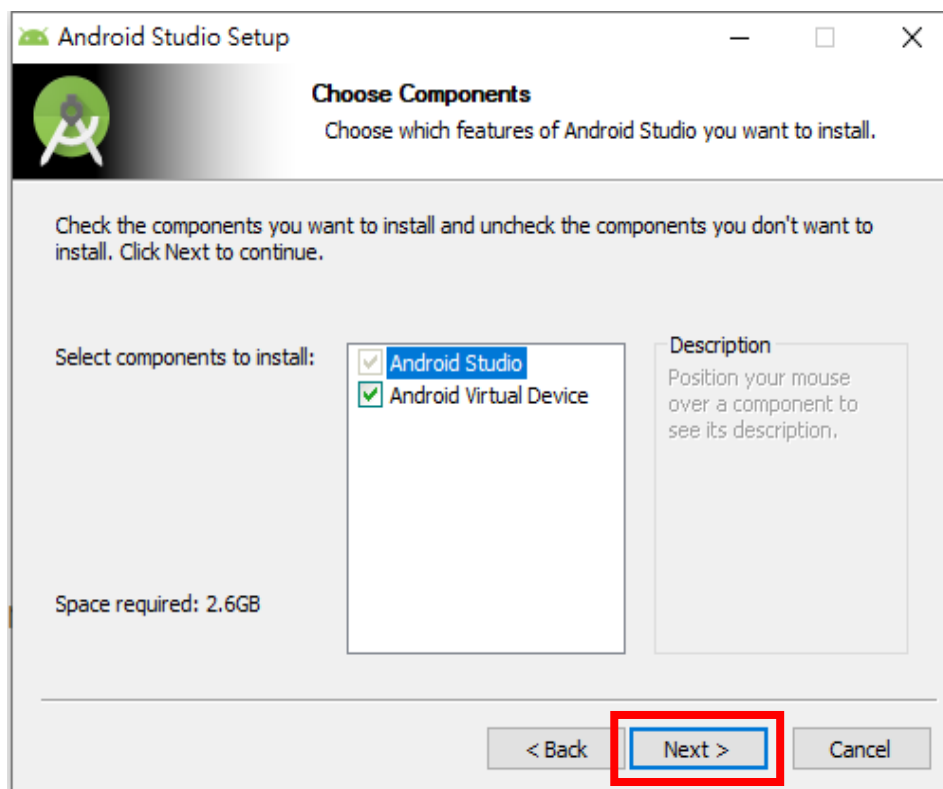 Android Studio Setup
Choose Components
Choose which features of Android Studio you want to install.
Check the components you want to install and uncheck the components you don't want to
install. Click Next to continue.
Select components to install:
Android Studio
Android Virtual Device
Description
Position your mouse
over a component to
see its description.
Space required: 2.6GB
< Back
Next >
Cancel